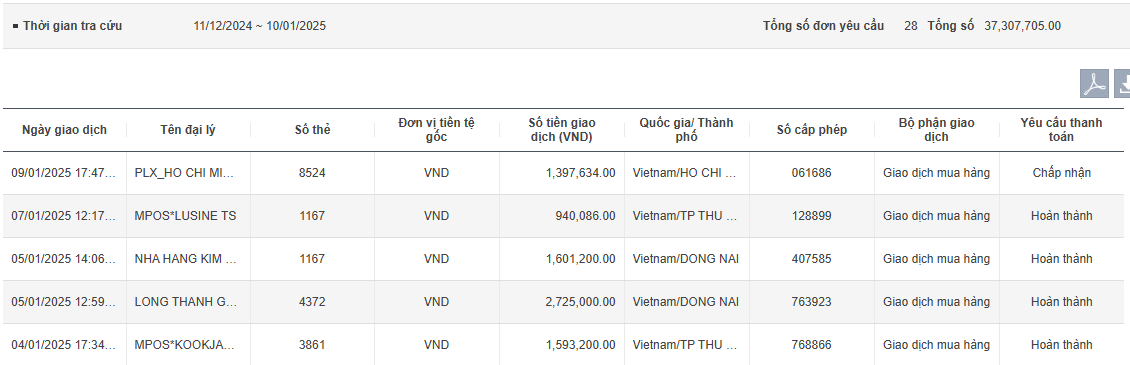 Thời gian tra cứu 11/12/2024 ~ 10/01/2025 Tổng số đơn yêu cầu 28 Tổng số 37,307,705.00
Ngày giao dịch Tên đại lý Số thẻ Đơn vị tiền tệ gốc Số tiền giao dịch (VND) Quốc gia/ Thành phố Số cấp phép Bộ phận giao dịch Yêu cầu thanh toán
09/01/2025 17:47... PLX_HO CHI MI... 8524 VND 1,397,634.00 Vietnam/HO CHI ... 061686 Giao dịch mua hàng Chấp nhận
07/01/2025 12:17... MPOS*LUSINE TS 1167 VND 940,086.00 Vietnam/TP THU ... 128899 Giao dịch mua hàng Hoàn thành
05/01/2025 14:06... NHA HANG KIM ... 1167 VND 1,601,200.00 Vietnam/DONG NAI 407585 Giao dịch mua hàng Hoàn thành
05/01/2025 12:59... LONG THANH G... 4372 VND 2,725,000.00 Vietnam/DONG NAI 763923 Giao dịch mua hàng Hoàn thành
04/01/2025 17:34... MPOS*KOOKJA... 3861 VND 1,593,200.00 Vietnam/TP THU ... 768866 Giao dịch mua hàng Hoàn thành